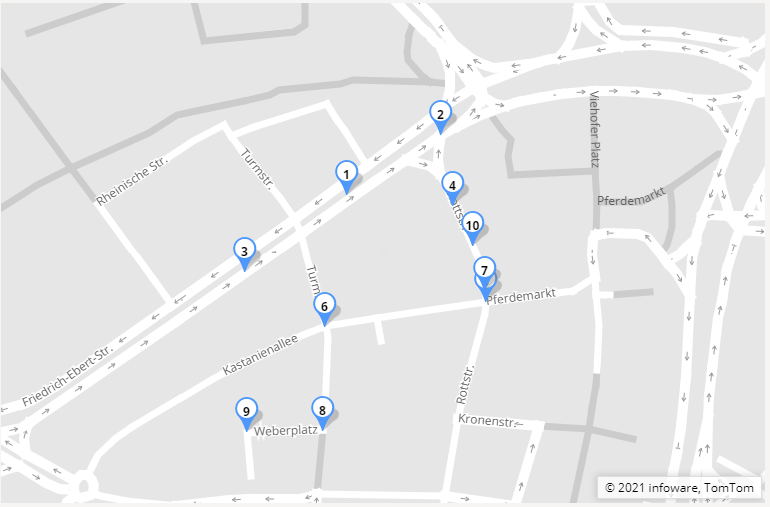 Viehofer Platz
2
Rheinische Str.
Turmstr.
1
4
Pferdemarkt
10
3
7
Pferdemarkt
6
Kastanienallee
Friedrich-Ebert-Str.
Rottstr.
9
8
Weberplatz
Kronenstr.
© 2021 infoware, TomTom